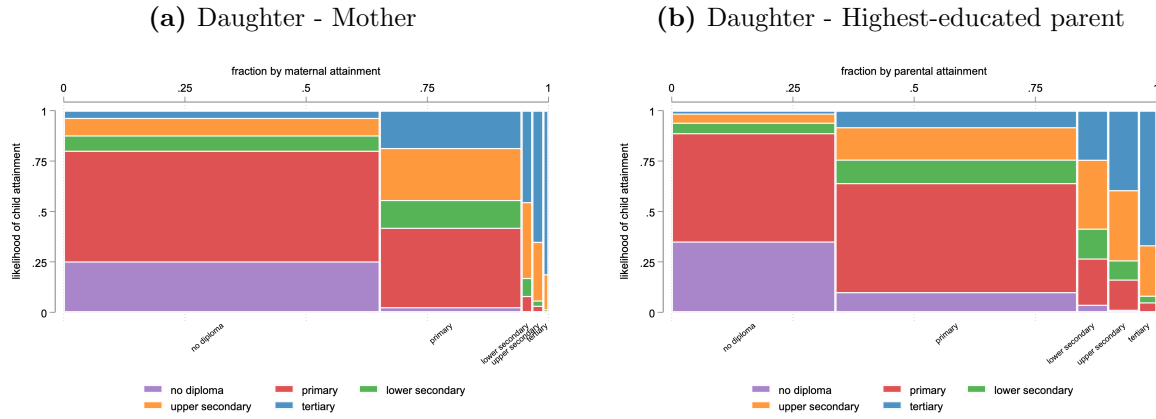 (a) Daughter - Mother
fraction by maternal attainment
0 .25 .5 .75 1
likelihood of child attainment
1
.75
.5
.25
0
no diploma
primary
lower secondary
upper secondary
tertiary
no diploma primary lower secondary
upper secondary tertiary
(b) Daughter - Highest-educated parent
fraction by parental attainment
0 .25 .5 .75 1
likelihood of child attainment
1
.75
.5
.25
0
no diploma
primary
lower secondary
upper secondary
tertiary
no diploma primary lower secondary
upper secondary tertiary